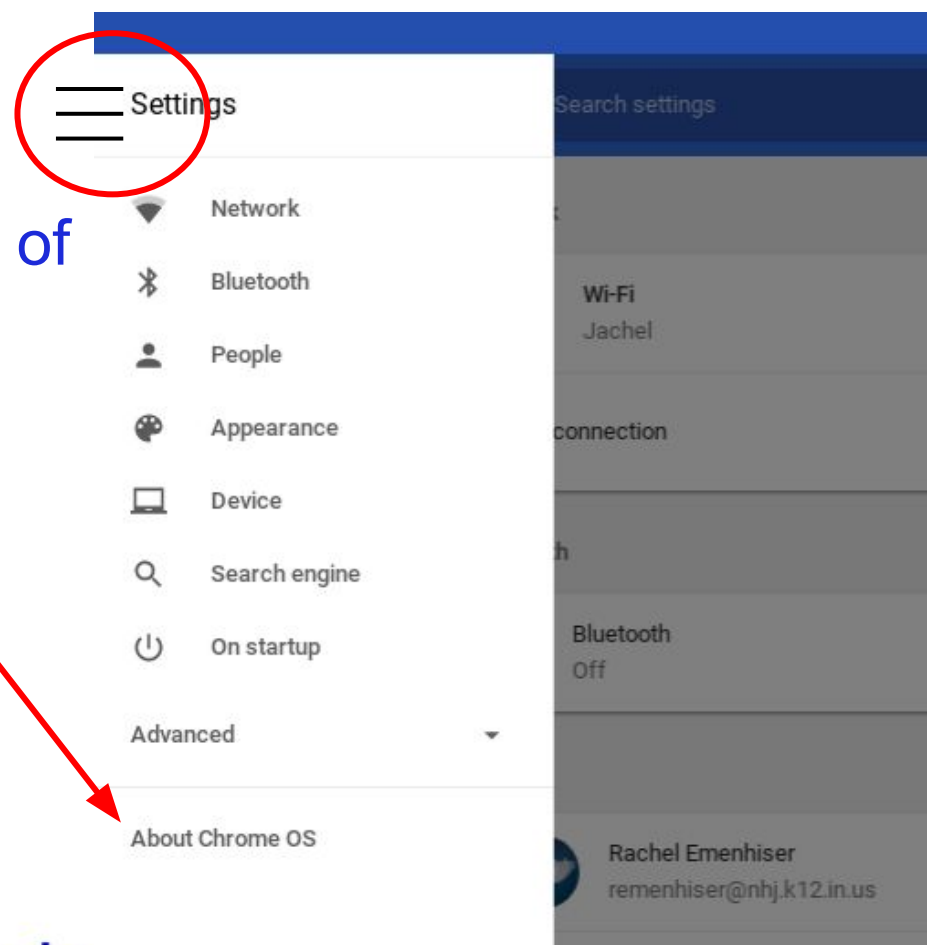 Settings
Search settings
Network
of
Bluetooth
Wi-Fi
Jachel
People
Appearance
connection
Device
Search engine
On startup
Bluetooth
Off
Advanced
About Chrome OS
Rachel Emenhiser
remenhiser@nhj.k12.in.us